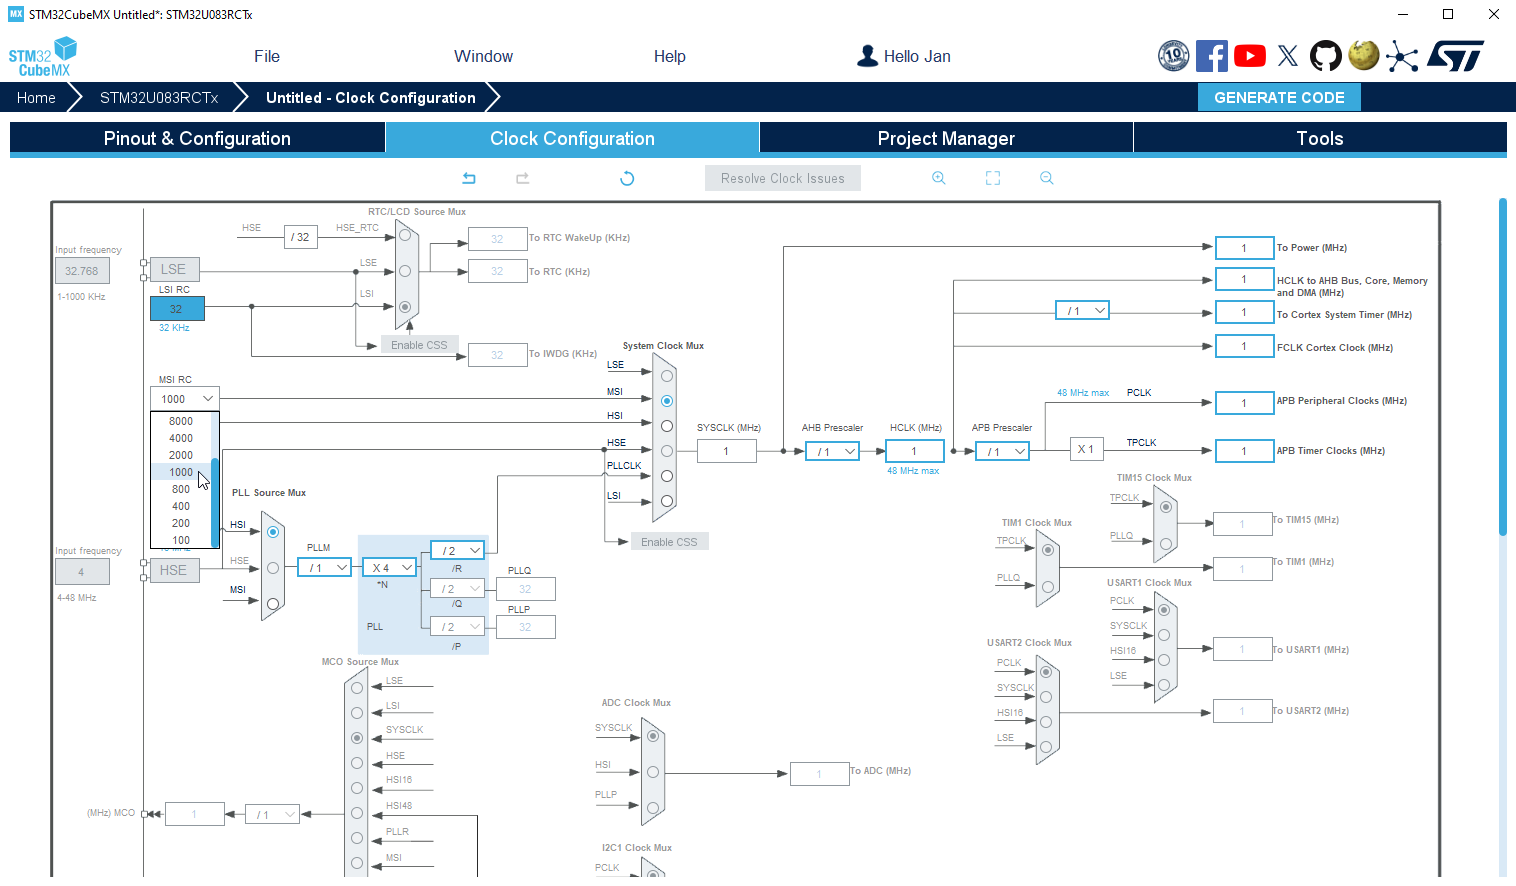 MX STM32CubeMX Untitled*: STM32U083RCTx
STM32
CubeMX
File
Window
Help
Hello Jan
10
YEARS
ST
Home
STM32U083RCTx
Untitled - Clock Configuration
GENERATE CODE
Pinout & Configuration
Clock Configuration
Project Manager
Tools
Resolve Clock Issues
RTC/LCD Source Mux
HSE
/ 32
HSE_RTC
32
To RTC WakeUp (KHz)
1
To Power (MHz)
Input frequency
32.768
1-1000 KHz
LSE
LSE
32
To RTC (KHz)
1
HCLK to AHB Bus, Core, Memory
and DMA (MHz)
LSI RC
32
32 KHz
LSI
/ 1
1
To Cortex System Timer (MHz)
Enable CSS
32
To IWDG (KHz)
System Clock Mux
1
FCLK Cortex Clock (MHz)
LSE
MSI RC
1000
MSI
48 MHz max
PCLK
1
APB Peripheral Clocks (MHz)
8000
4000
2000
1000
800
400
200
100
HSI
HSE
PLLCLK
LSI
Enable CSS
SYSCLK (MHz)
1
AHB Prescaler
/ 1
HCLK (MHz)
1
48 MHz max
APB Prescaler
/ 1
X 1
TPCLK
1
APB Timer Clocks (MHz)
PLL Source Mux
HSI
HSE
MSI
Input frequency
4
4-48 MHz
HSE
PLLM
/ 1
X 4
*N
PLL
/ 2
/R
/ 2
/Q
/ 2
/P
PLLQ
32
PLLP
32
TIM15 Clock Mux
TPCLK
PLLQ
1
To TIM15 (MHz)
TIM1 Clock Mux
TPCLK
PLLQ
1
To TIM1 (MHz)
USART1 Clock Mux
PCLK
SYSCLK
HSI16
LSE
1
To USART1 (MHz)
USART2 Clock Mux
PCLK
SYSCLK
HSI16
LSE
1
To USART2 (MHz)
MCO Source Mux
LSE
LSI
SYSCLK
HSE
HSI16
HSI48
PLLR
MSI
(MHz) MCO
1
/ 1
ADC Clock Mux
SYSCLK
HSI
PLLP
1
To ADC (MHz)
I2C1 Clock Mux
PCLK